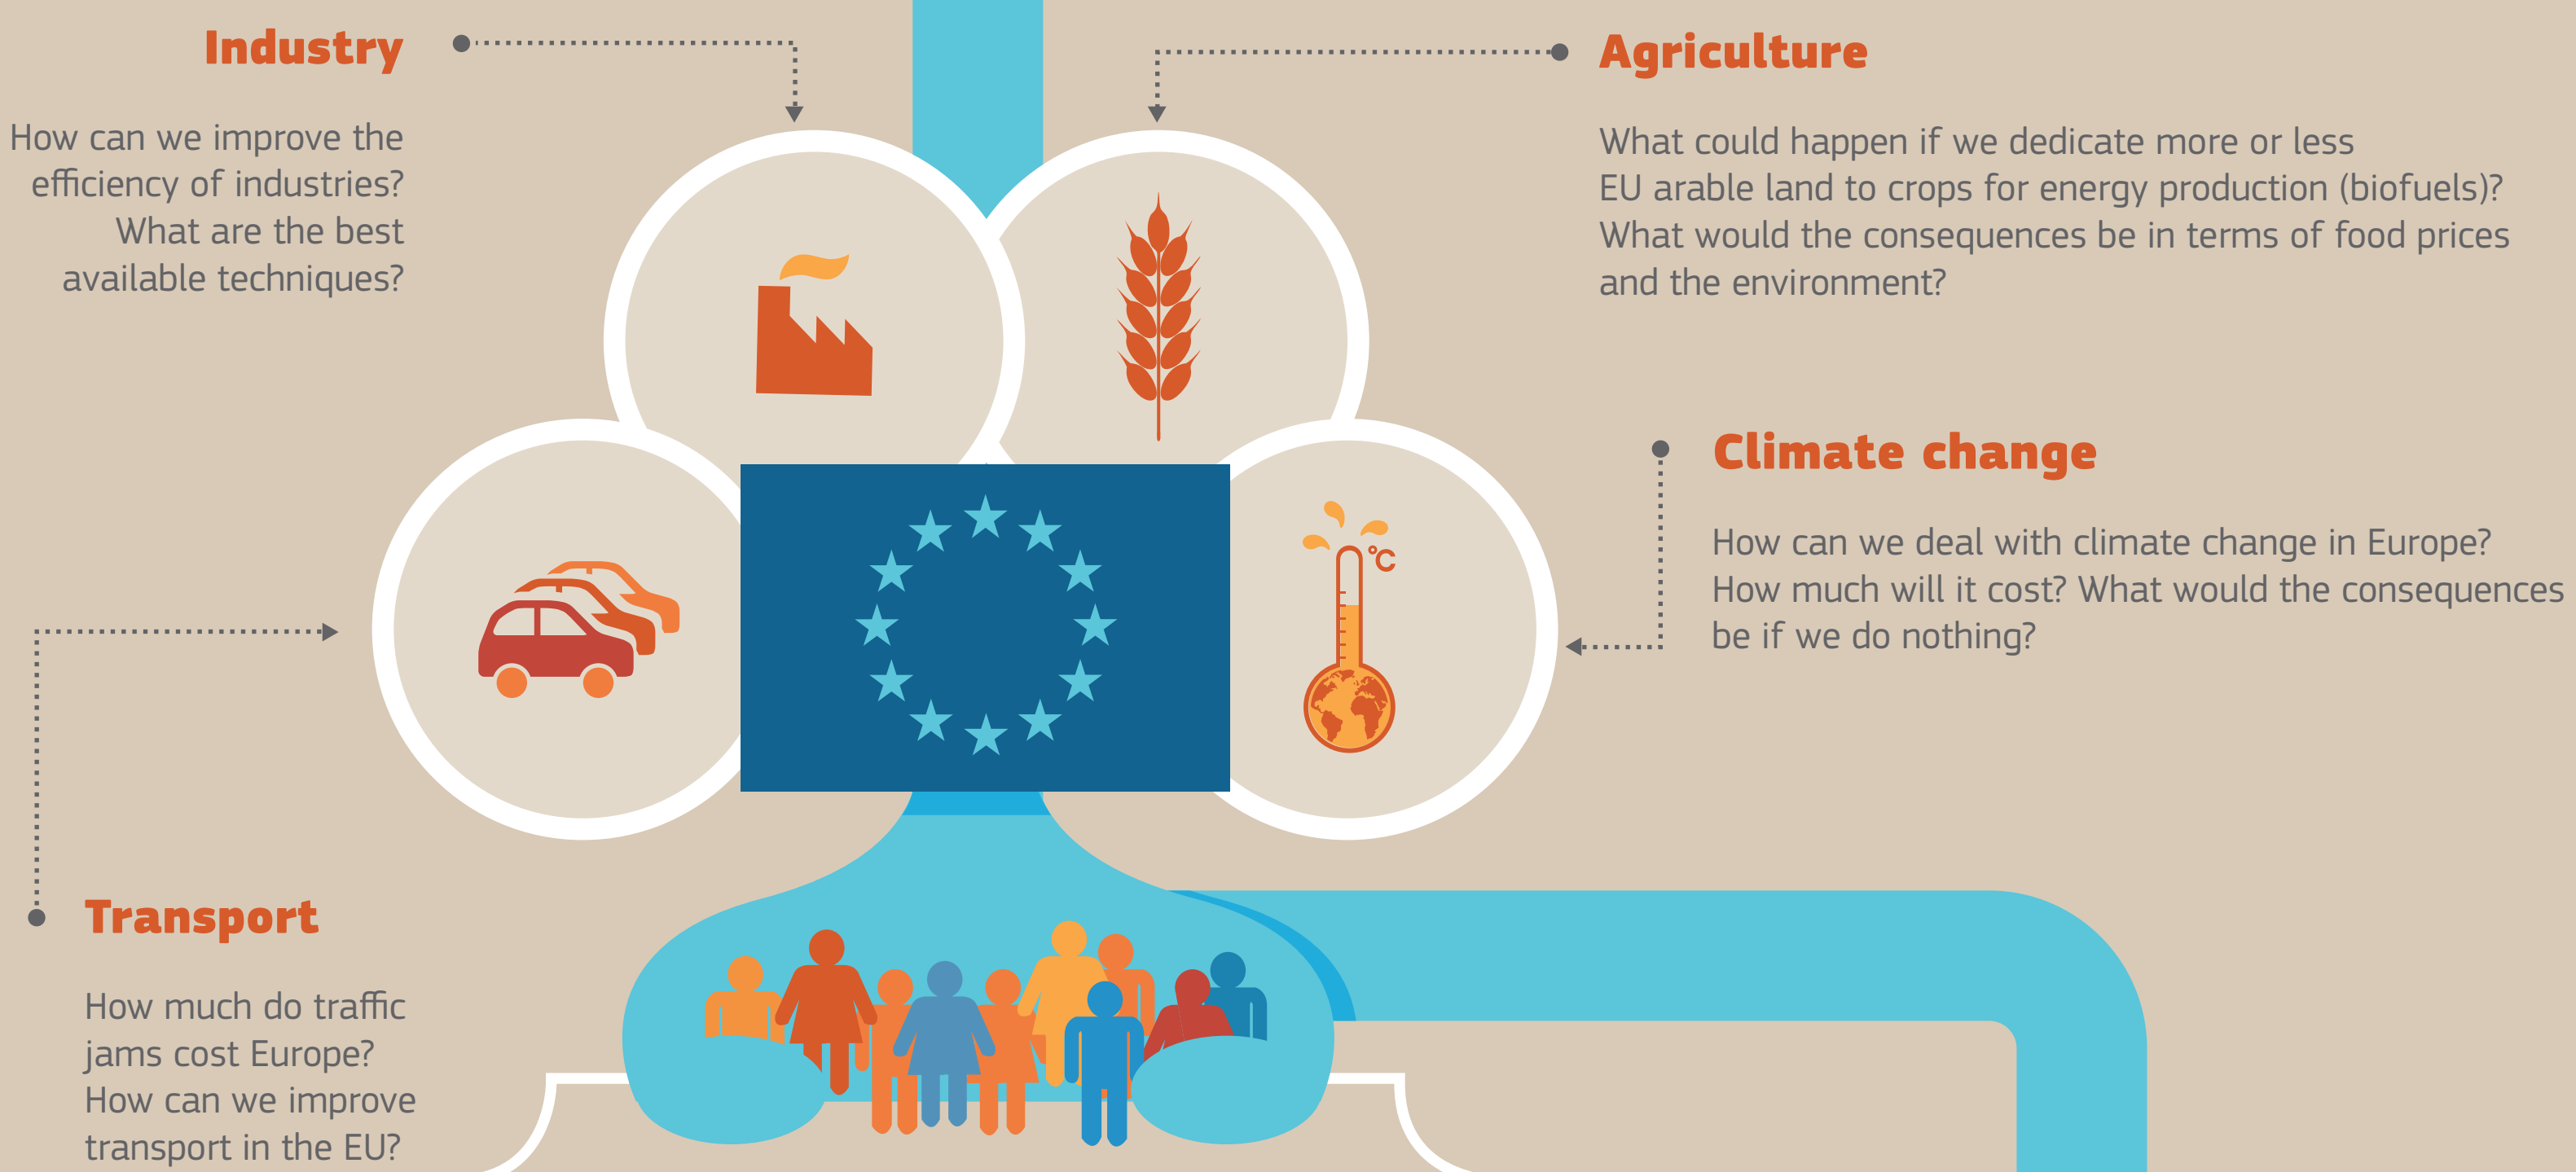 Industry
How can we improve the
efficiency of industries?
What are the best
available techniques?
Agriculture
What could happen if we dedicate more or less
EU arable land to crops for energy production (biofuels)?
What would the consequences be in terms of food prices
and the environment?
Climate change
How can we deal with climate change in Europe?
How much will it cost? What would the consequences
be if we do nothing?
°C
Transport
How much do traffic
jams cost Europe?
How can we improve
transport in the EU?